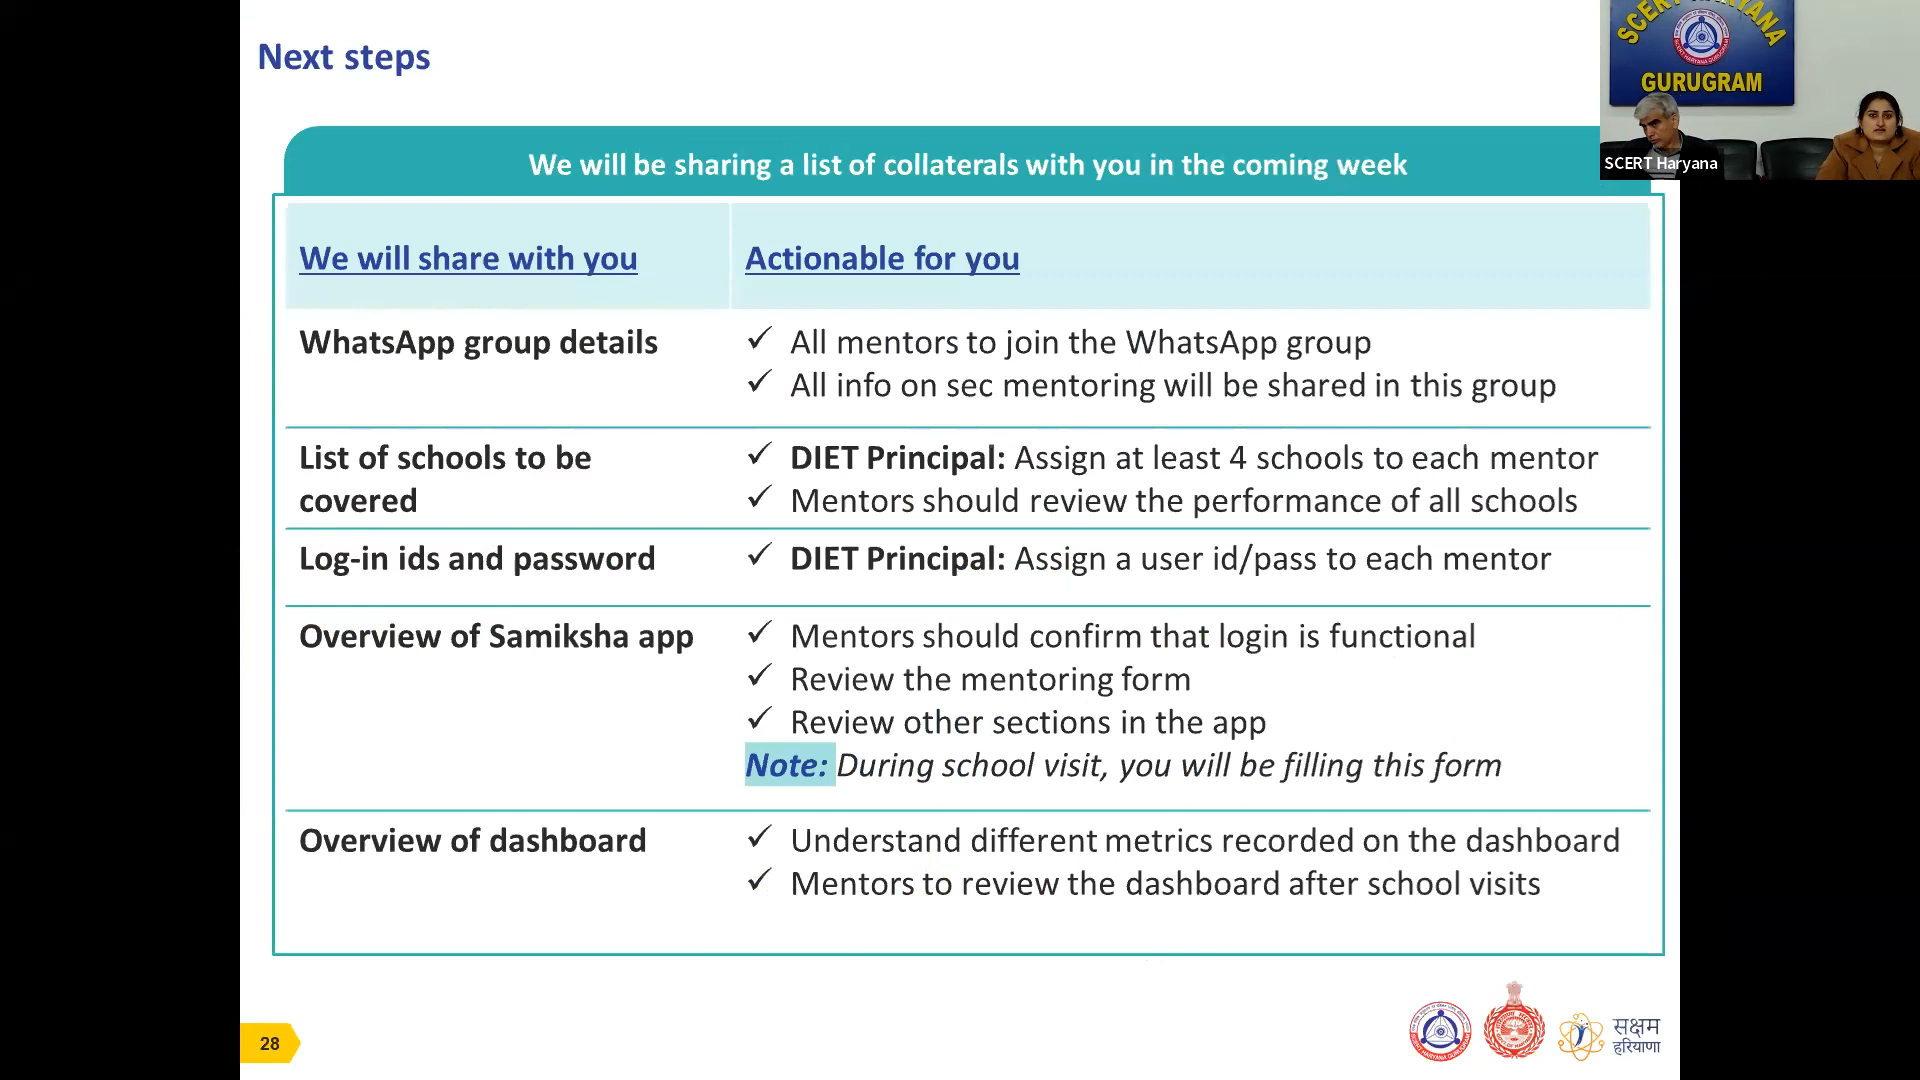 Next steps
SCERT HARYANA
GURUGRAM
SCERT Haryana
We will be sharing a list of collaterals with you in the coming week
We will share with you
Actionable for you
WhatsApp group details
✓ All mentors to join the WhatsApp group
✓ All info on sec mentoring will be shared in this group
List of schools to be
covered
✓ DIET Principal: Assign at least 4 schools to each mentor
✓ Mentors should review the performance of all schools
Log-in ids and password
✓ DIET Principal: Assign a user id/pass to each mentor
Overview of Samiksha app
✓ Mentors should confirm that login is functional
✓ Review the mentoring form
✓ Review other sections in the app
Note: During school visit, you will be filling this form
Overview of dashboard
✓ Understand different metrics recorded on the dashboard
✓ Mentors to review the dashboard after school visits
28
सक्षम
हरियाणा